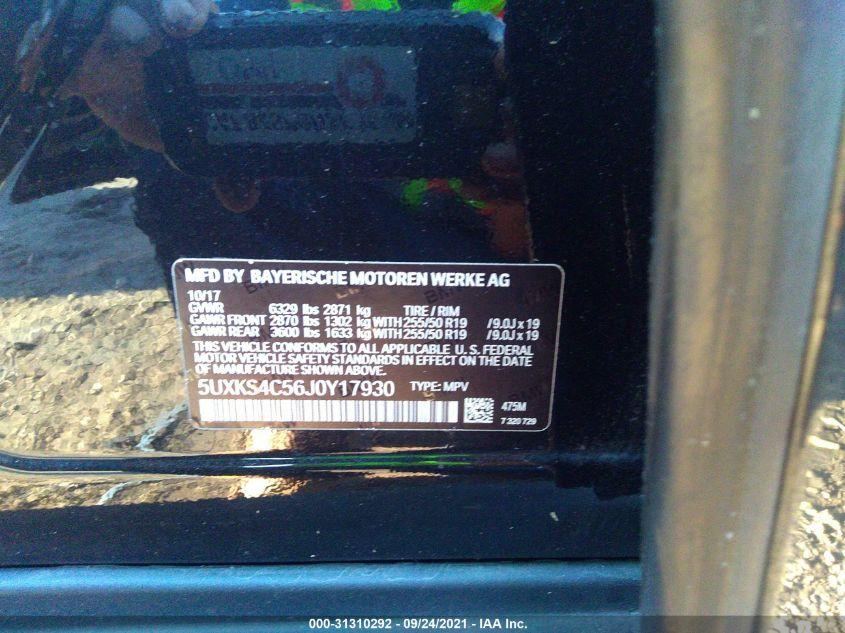 MFD BY BAYERISCHE MOTOREN WERKE AG
10/17
GVWR 6329 lbs 2871 kg TIRE / RIM
GAWR FRONT 2870 lbs 1302 kg WITH 255/50 R19 /9.0J x 19
GAWR REAR 3600 lbs 1633 kg WITH 255/50 R19 /9.0J x 19
THIS VEHICLE CONFORMS TO ALL APPLICABLE U. S. FEDERAL
MOTOR VEHICLE SAFETY STANDARDS IN EFFECT ON THE DATE OF
MANUFACTURE SHOWN ABOVE.
5UXKS4C56J0Y17930 TYPE: MPV
475M
7 320 729
000-31310292 - 09/24/2021 - IAA Inc.